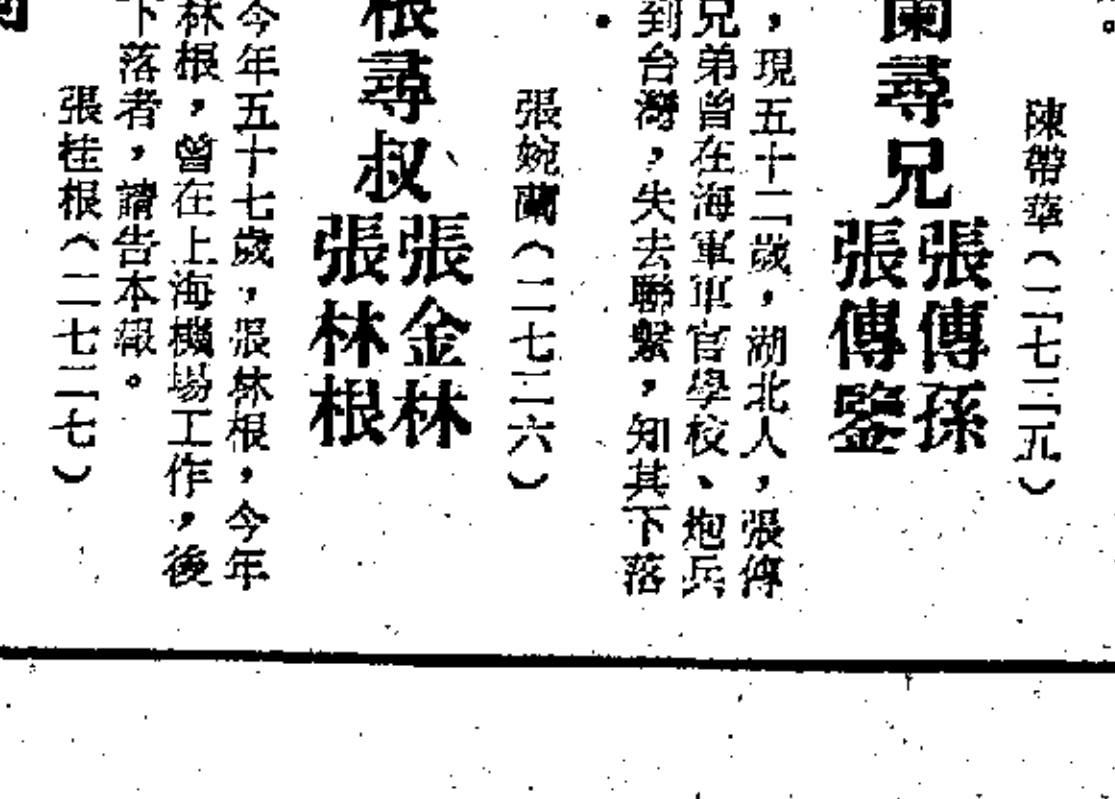 。
陳帶華（二七二五）
蘭尋兄
張傳孫
張傳鑒
，現五十二歲，湖北人，張傳
兄弟曾在海軍軍官學校、炮兵
到台灣，失去聯繫，知其下落
。
張婉蘭（二七二六）
根尋叔
張金林
張林根
今年五十七歲，張林根，今年
林根，曾在上海機場工作，後
下落者，請告本報。
張桂根（二七二七）